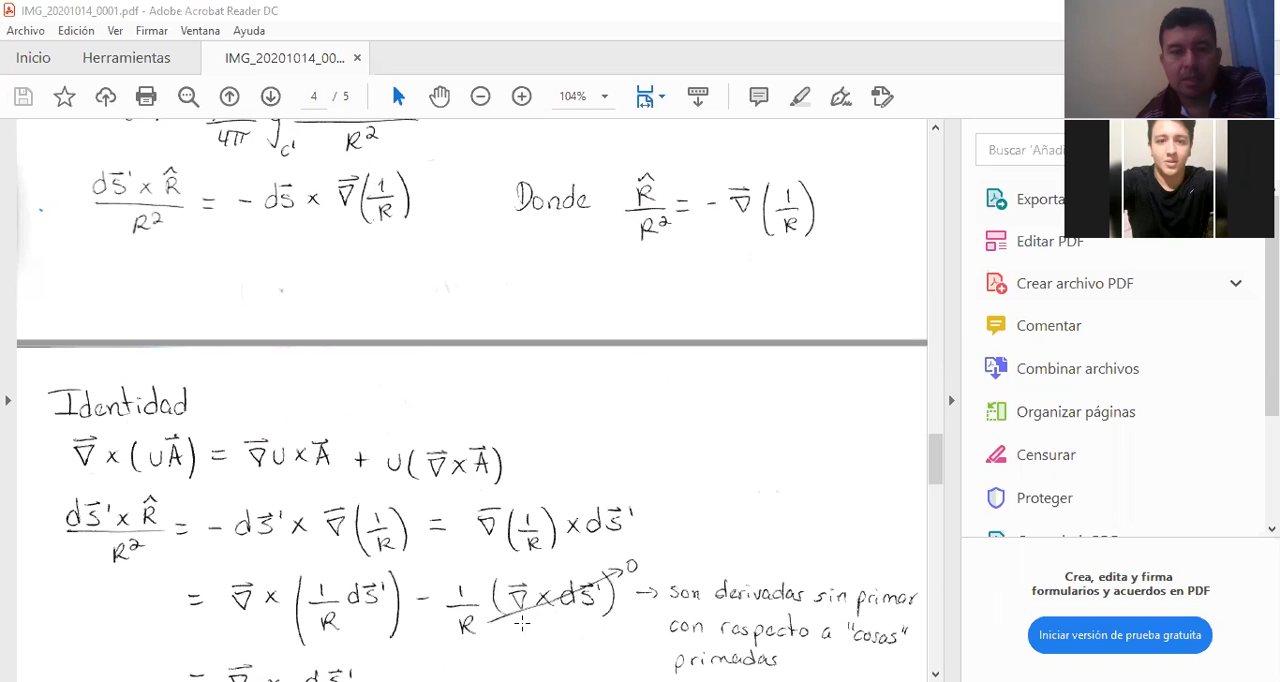 IMG_20201014_0001.pdf - Adobe Acrobat Reader DC
Archivo Edición Ver Firmar Ventana Ayuda
Inicio Herramientas IMG_20201014_00... ×
4 / 5 104%
4π ∫c' R²
ds⃗' × R̂ / R² = - ds⃗ × ∇⃗(1/R) Donde R̂/R² = - ∇⃗(1/R)
Identidad
∇⃗ × (uA⃗) = ∇⃗u × A⃗ + u(∇⃗ × A⃗)
ds⃗' × R̂ / R² = - ds⃗' × ∇⃗(1/R) = ∇⃗(1/R) × ds⃗'
= ∇⃗ × (1/R ds⃗') - 1/R (∇⃗ × ds⃗')→0 → son derivadas sin primar
con respecto a "cosas"
primadas
= ∇⃗ × ds⃗'
Buscar 'Añadi
Exporta
Editar PDF
Crear archivo PDF
Comentar
Combinar archivos
Organizar páginas
Censurar
Proteger
Crea, edita y firma
formularios y acuerdos en PDF
Iniciar versión de prueba gratuita